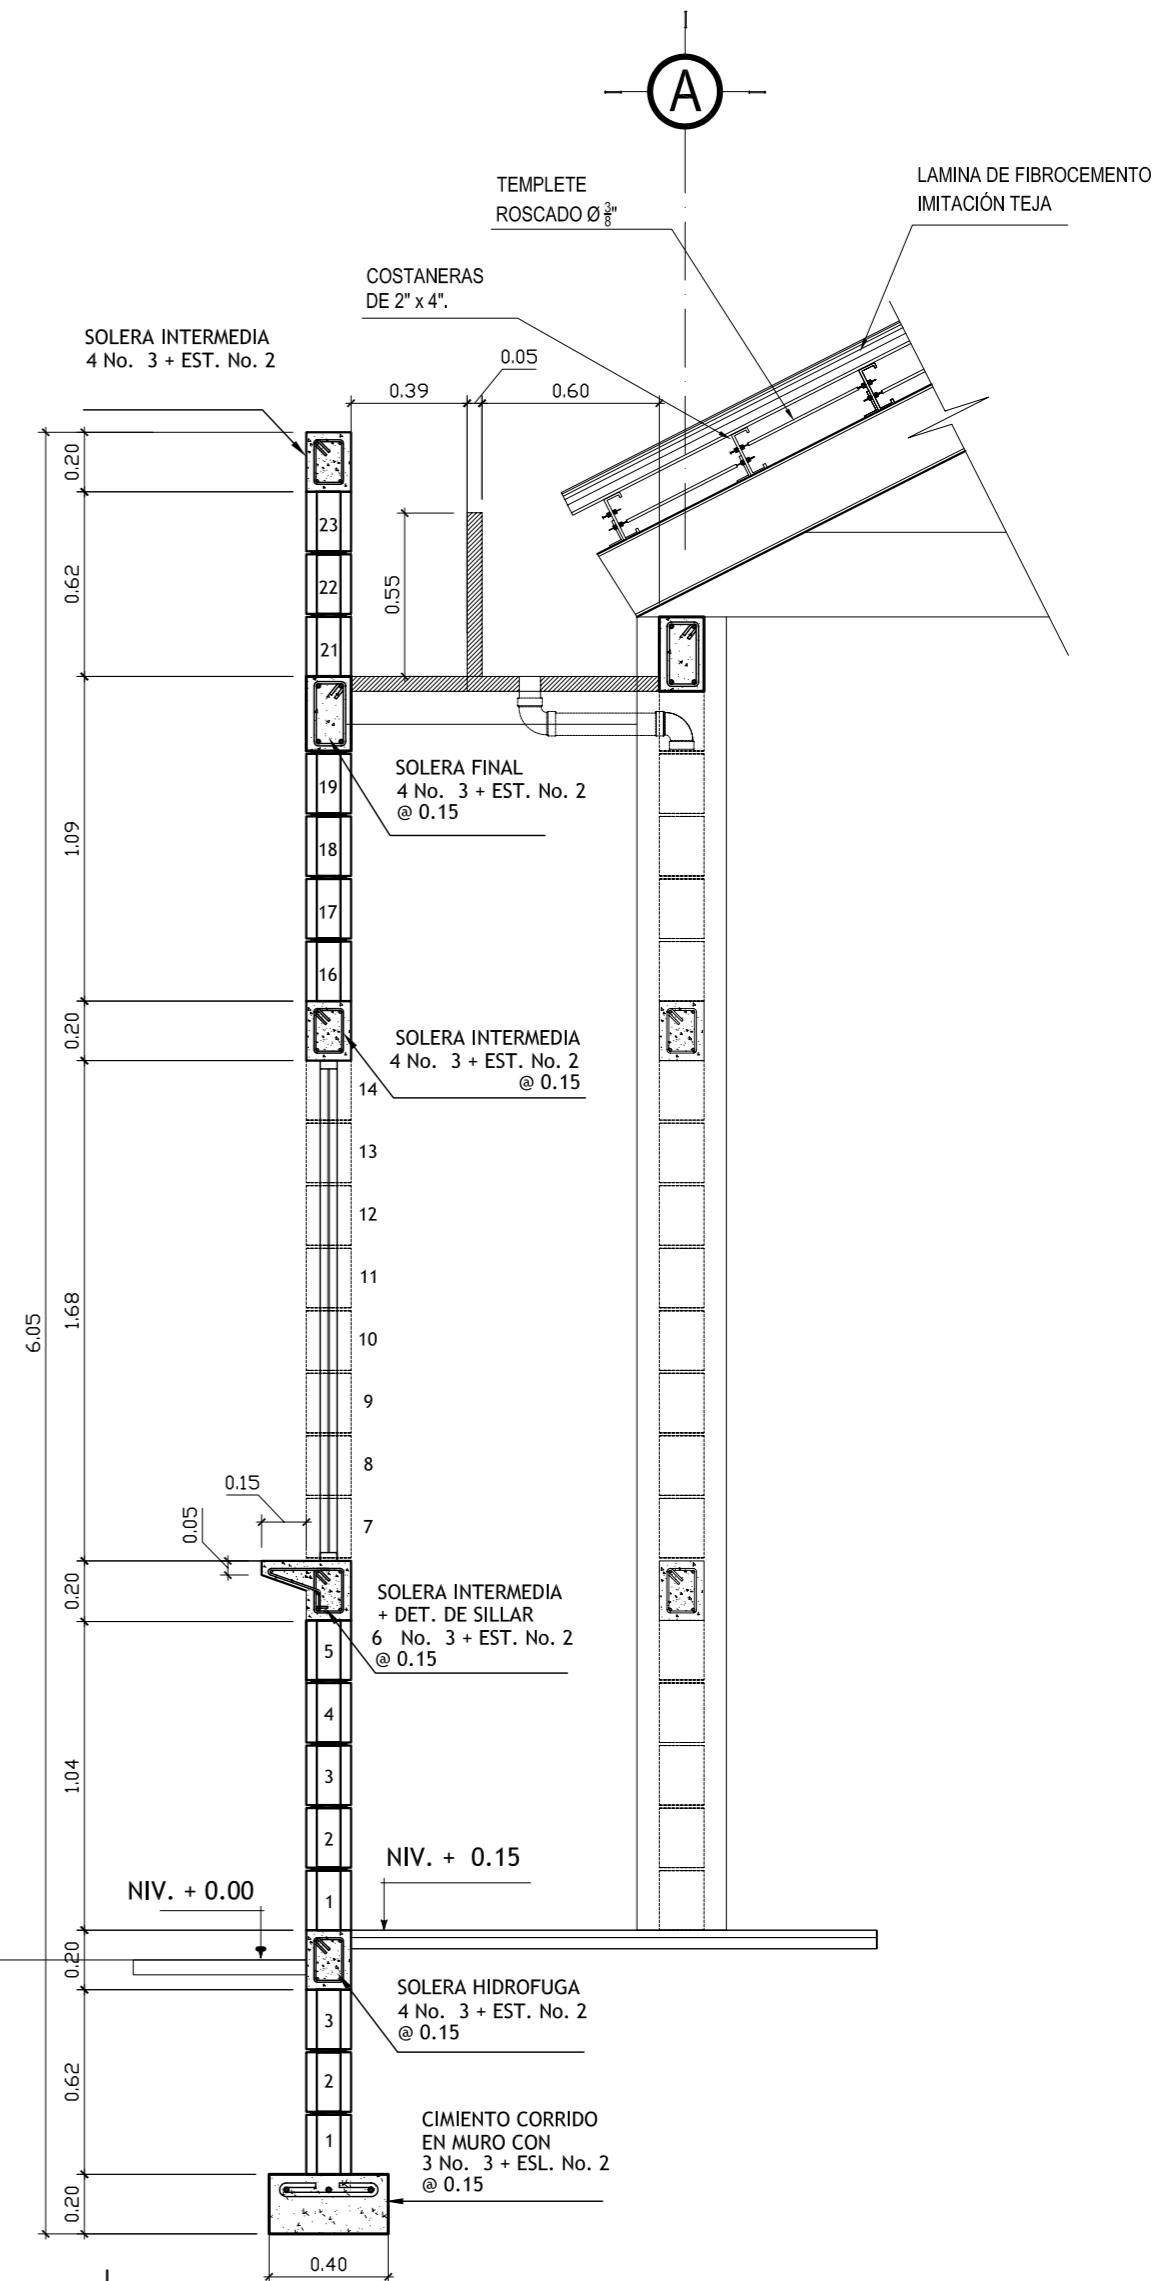 A
TEMPLETE
ROSCADO Ø 3/8"
LAMINA DE FIBROCEMENTO
IMITACIÓN TEJA
COSTANERAS
DE 2" x 4".
SOLERA INTERMEDIA
4 No. 3 + EST. No. 2
0.05
0.39
0.60
0.20
23
0.62
22
0.55
21
SOLERA FINAL
4 No. 3 + EST. No. 2
@ 0.15
19
1.09
18
17
16
0.20
SOLERA INTERMEDIA
4 No. 3 + EST. No. 2
@ 0.15
14
13
12
11
6.05
1.68
10
9
8
0.15
0.05
7
0.20
SOLERA INTERMEDIA
+ DET. DE SILLAR
6 No. 3 + EST. No. 2
@ 0.15
5
4
1.04
3
2
NIV. + 0.15
NIV. + 0.00
1
0.20
SOLERA HIDROFUGA
4 No. 3 + EST. No. 2
@ 0.15
3
0.62
2
1
CIMIENTO CORRIDO
EN MURO CON
3 No. 3 + ESL. No. 2
@ 0.15
0.20
0.40